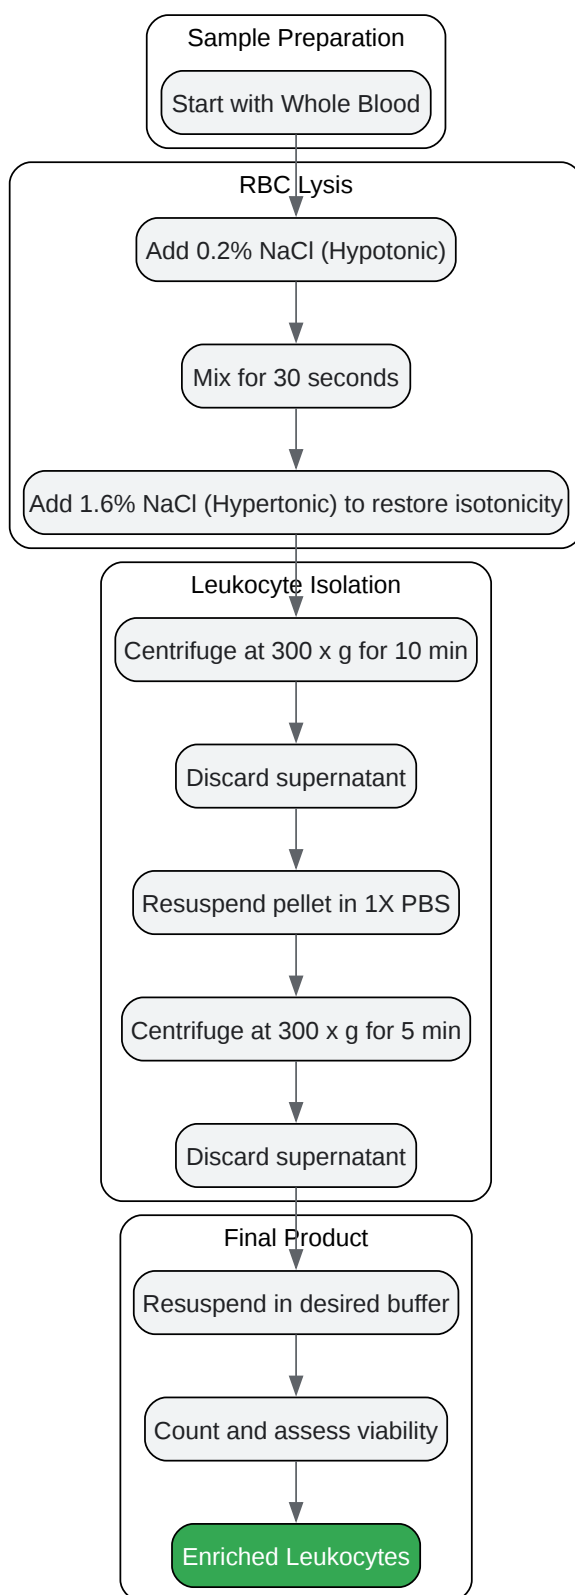 Sample Preparation
Start with Whole Blood
RBC Lysis
Add 0.2% NaCl (Hypotonic)
Mix for 30 seconds
Add 1.6% NaCl (Hypertonic) to restore isotonicity
Leukocyte Isolation
Centrifuge at 300 x g for 10 min
Discard supernatant
Resuspend pellet in 1X PBS
Centrifuge at 300 x g for 5 min
Discard supernatant
Final Product
Resuspend in desired buffer
Count and assess viability
Enriched Leukocytes